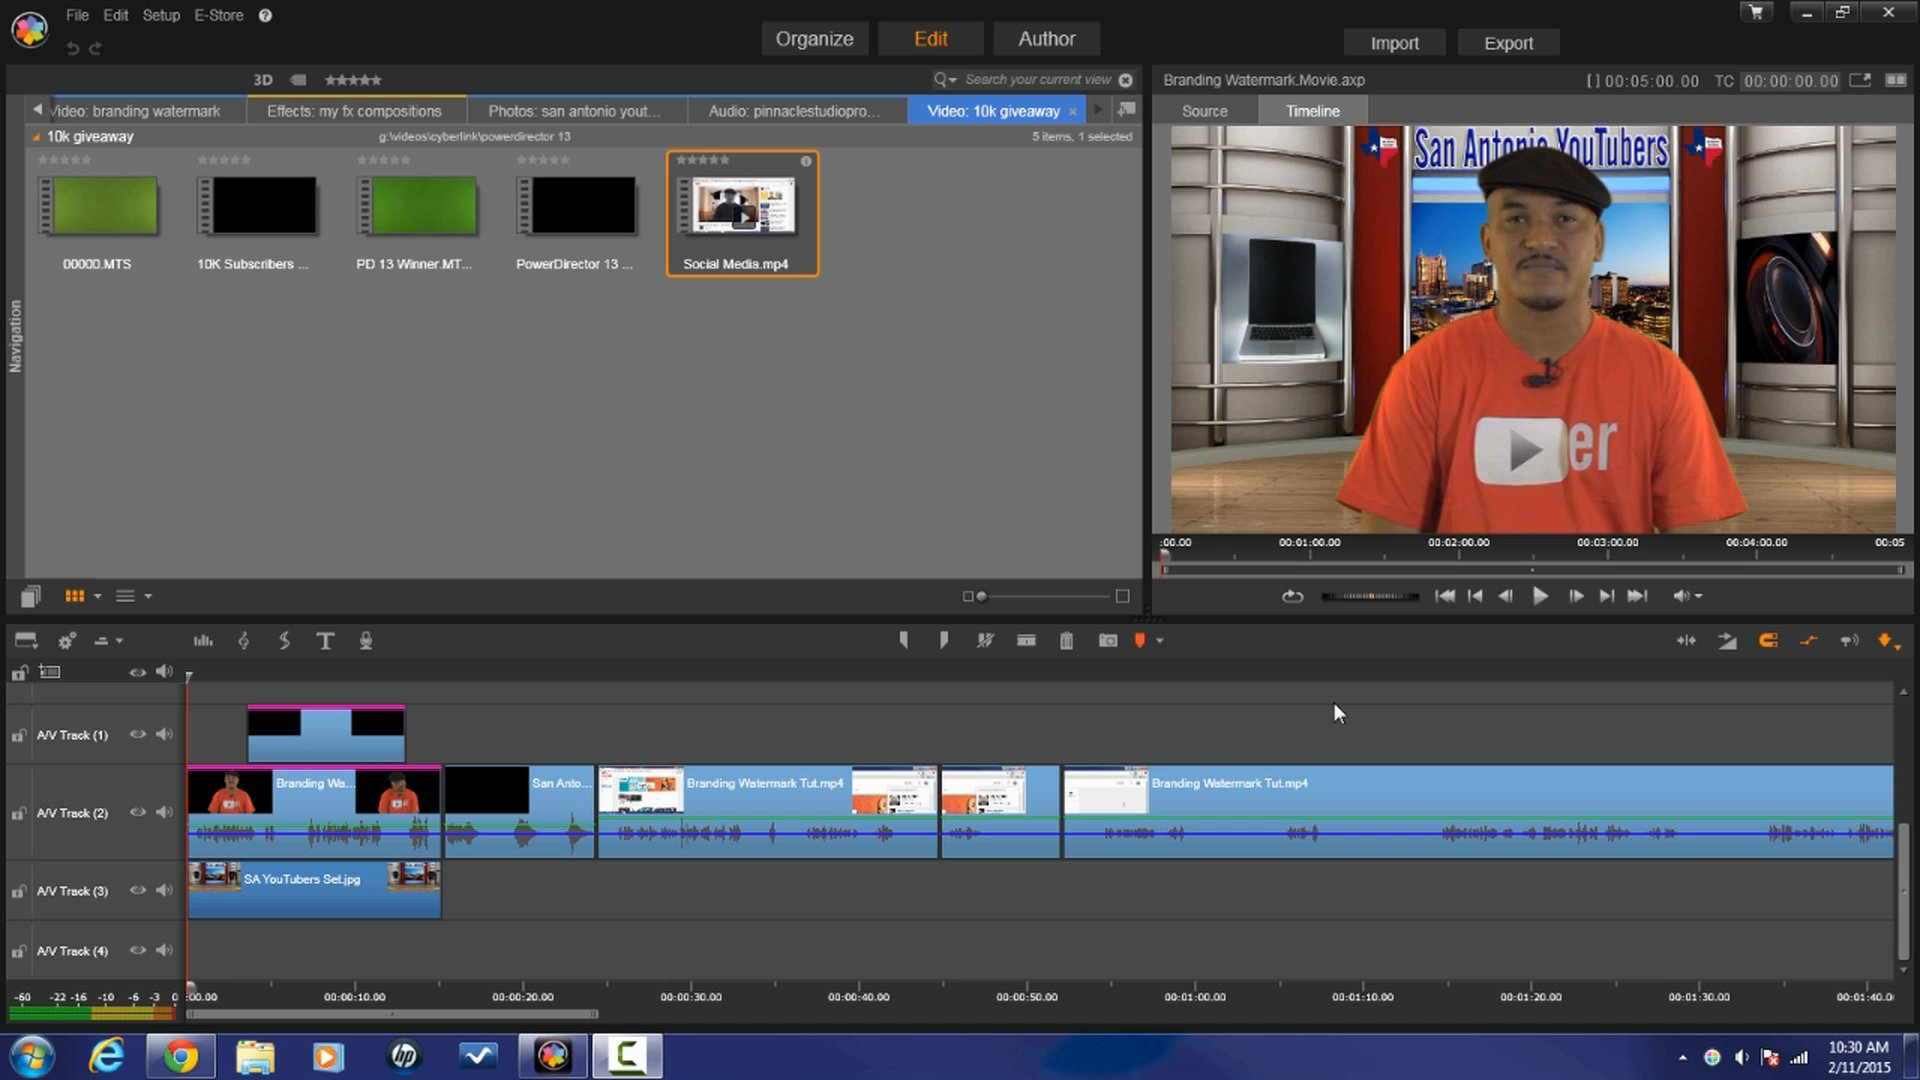 File Edit Setup E-Store ?
Organize Edit Author
Import Export
3D
Search your current view
Branding Watermark.Movie.axp
[ ] 00:05:00.00 TC 00:00:00.00
Video: branding watermark
Effects: my fx compositions
Photos: san antonio yout...
Audio: pinnaclestudiopro...
Video: 10k giveaway
Source Timeline
10k giveaway
g:\videos\cyberlink\powerdirector 13
5 items, 1 selected
San Antonio YouTubers
er
00000.MTS
10K Subscribers ...
PD 13 Winner.MT...
PowerDirector 13 ...
Social Media.mp4
Navigation
:00.00 00:01:00.00 00:02:00.00 00:03:00.00 00:04:00.00 00:05
A/V Track (1)
A/V Track (2)
Branding Wa...
San Anto...
Branding Watermark Tut.mp4
Branding Watermark Tut.mp4
A/V Track (3)
SA YouTubers Set.jpg
A/V Track (4)
-60 -22 -16 -10 -6 -3 0
:00.00 00:00:10.00 00:00:20.00 00:00:30.00 00:00:40.00 00:00:50.00 00:01:00.00 00:01:10.00 00:01:20.00 00:01:30.00 00:01:40.0
hp
C
10:30 AM
2/11/2015